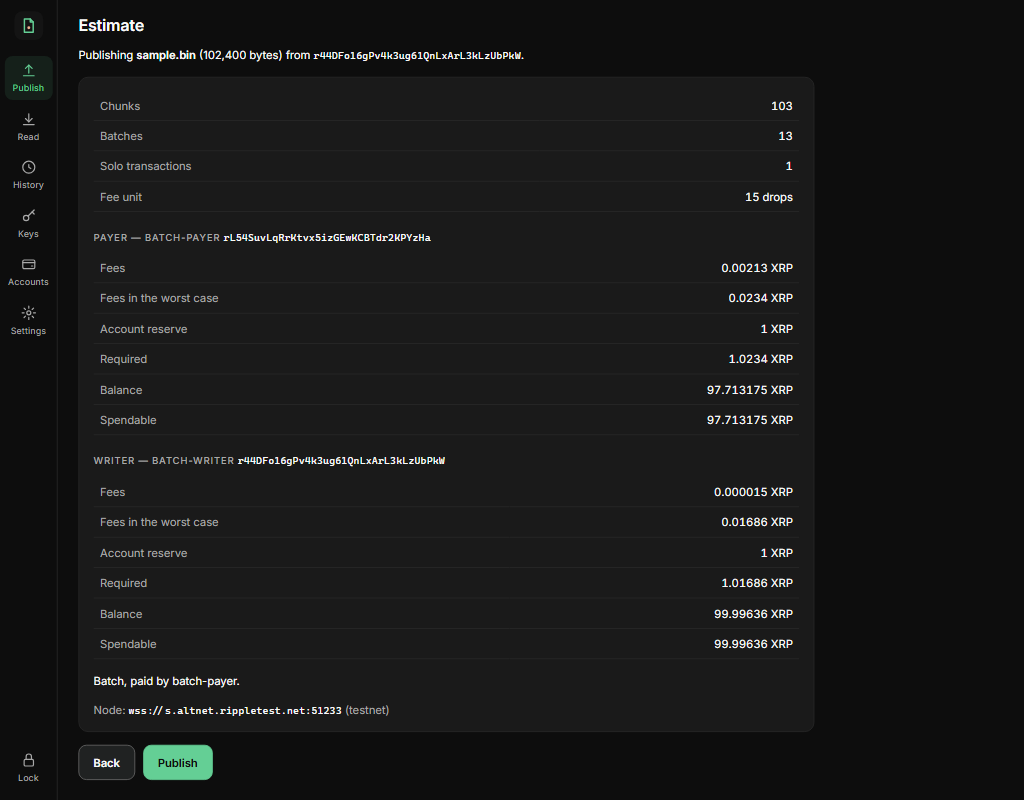 Estimate
Publishing sample.bin (102,400 bytes) from r44DFo16gPv4k3ug61QnLxArL3kLzUbPkW.
Publish
Read
History
Keys
Accounts
Settings
Lock
Chunks 103
Batches 13
Solo transactions 1
Fee unit 15 drops
PAYER — BATCH-PAYER rL54SuvLqRrKtvx5izGEwKCBTdr2KPYzHa
Fees 0.00213 XRP
Fees in the worst case 0.0234 XRP
Account reserve 1 XRP
Required 1.0234 XRP
Balance 97.713175 XRP
Spendable 97.713175 XRP
WRITER — BATCH-WRITER r44DFo16gPv4k3ug61QnLxArL3kLzUbPkW
Fees 0.000015 XRP
Fees in the worst case 0.01686 XRP
Account reserve 1 XRP
Required 1.01686 XRP
Balance 99.99636 XRP
Spendable 99.99636 XRP
Batch, paid by batch-payer.
Node: wss://s.altnet.rippletest.net:51233 (testnet)
Back
Publish